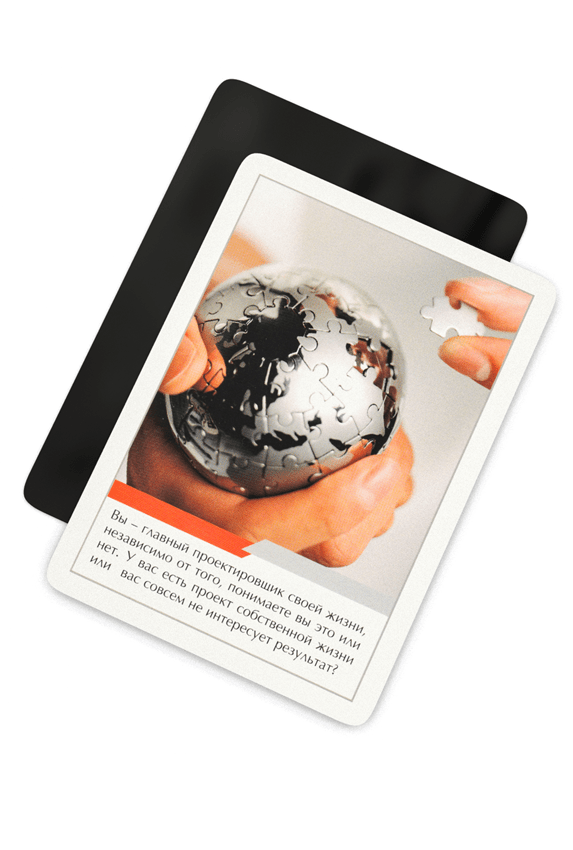 Вы – главный проектировщик своей жизни,
независимо от того, понимаете вы это или
нет. У вас есть проект собственной жизни
или вас совсем не интересует результат?